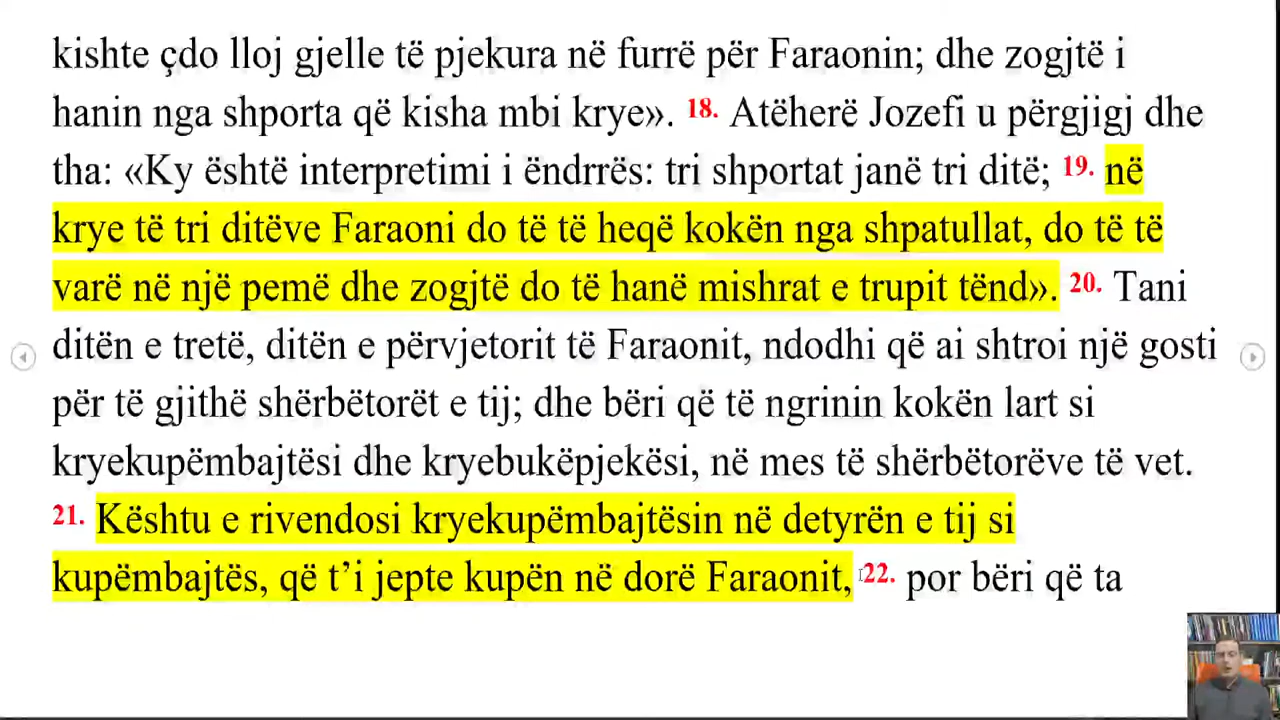 kishte çdo lloj gjelle të pjekura në furrë për Faraonin; dhe zogjtë i
hanin nga shporta që kisha mbi krye». 18. Atëherë Jozefi u përgjigj dhe
tha: «Ky është interpretimi i ëndrrës: tri shportat janë tri ditë; 19. në
krye të tri ditëve Faraoni do të të heqë kokën nga shpatullat, do të të
varë në një pemë dhe zogjtë do të hanë mishrat e trupit tënd». 20. Tani
ditën e tretë, ditën e përvjetorit të Faraonit, ndodhi që ai shtroi një gosti
për të gjithë shërbëtorët e tij; dhe bëri që të ngrinin kokën lart si
kryekupëmbajtësi dhe kryebukëpjekësi, në mes të shërbëtorëve të vet.
21. Kështu e rivendosi kryekupëmbajtësin në detyrën e tij si
kupëmbajtës, që t’i jepte kupën në dorë Faraonit, 22. por bëri që ta